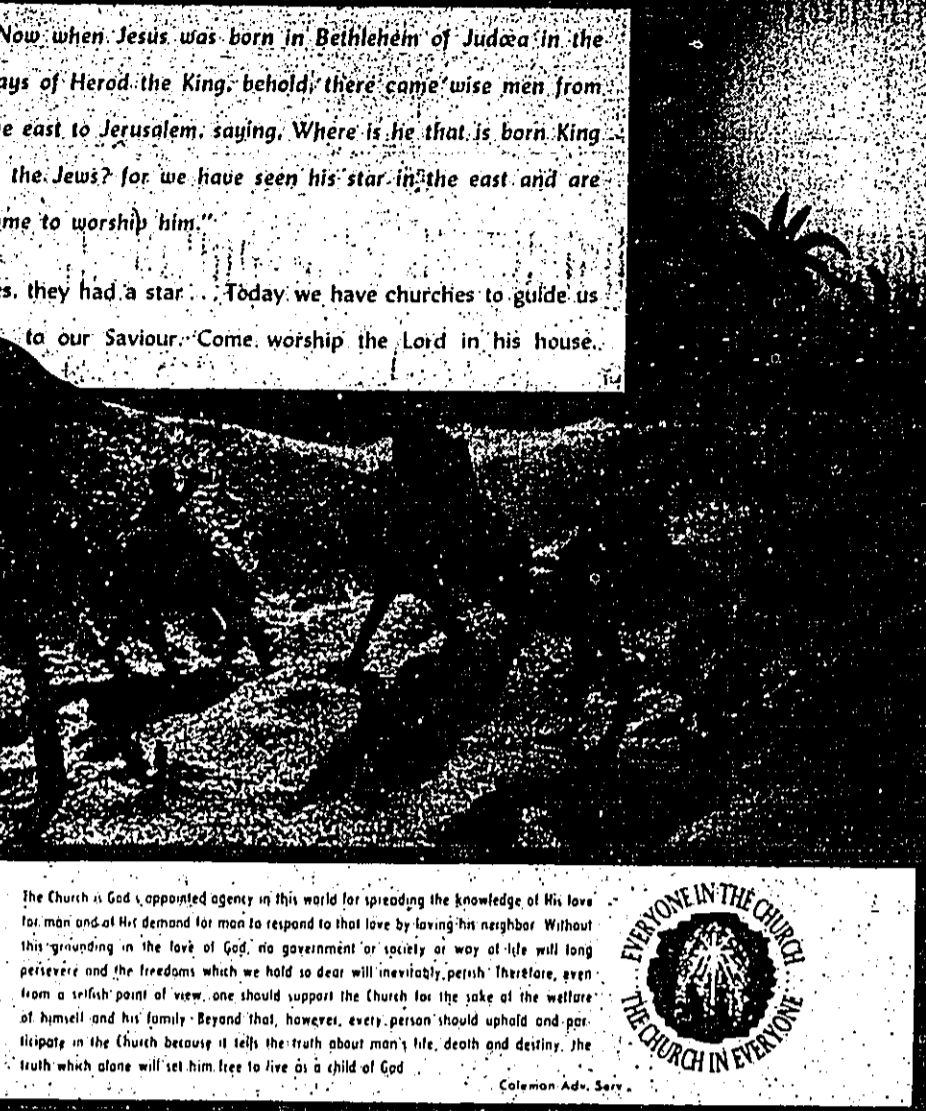 Now when Jesus was born in Bethlehem of Judæa in the
ays of Herod the King, behold, there came wise men from
e east to Jerusalem, saying, Where is he that is born King
the Jews? for we have seen his star in the east and are
me to worship him."
es, they had a star . . . Today we have churches to guide us
to our Saviour. Come worship the Lord in his house.
The Church is God's appointed agency in this world for spreading the knowledge of His love
for man and of His demand for man to respond to that love by loving his neighbor. Without
this grounding in the love of God, no government or society or way of life will long
persevere and the freedoms which we hold so dear will inevitably perish. Therefore, even
from a selfish point of view, one should support the Church for the sake of the welfare
of himself and his family. Beyond that, however, every person should uphold and par-
ticipate in the Church because it tells the truth about man's life, death and destiny, the
truth which alone will set him free to live as a child of God
Coleman Adv. Serv.
EVERYONE IN THE CHURCH
THE CHURCH IN EVERYONE